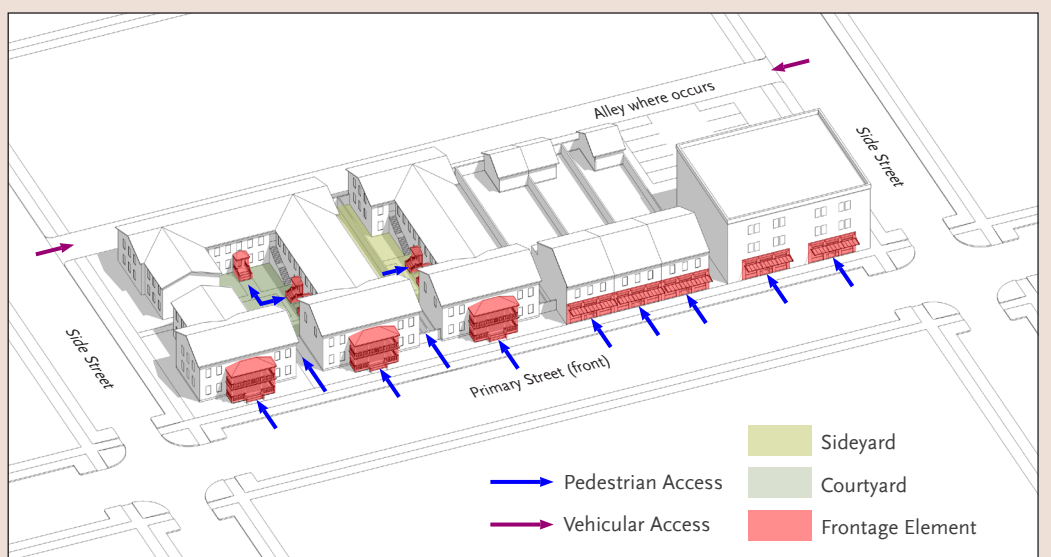 Alley where occurs
Side Street
Side Street
Primary Street (front)
Sideyard
Pedestrian Access
Courtyard
Vehicular Access
Frontage Element